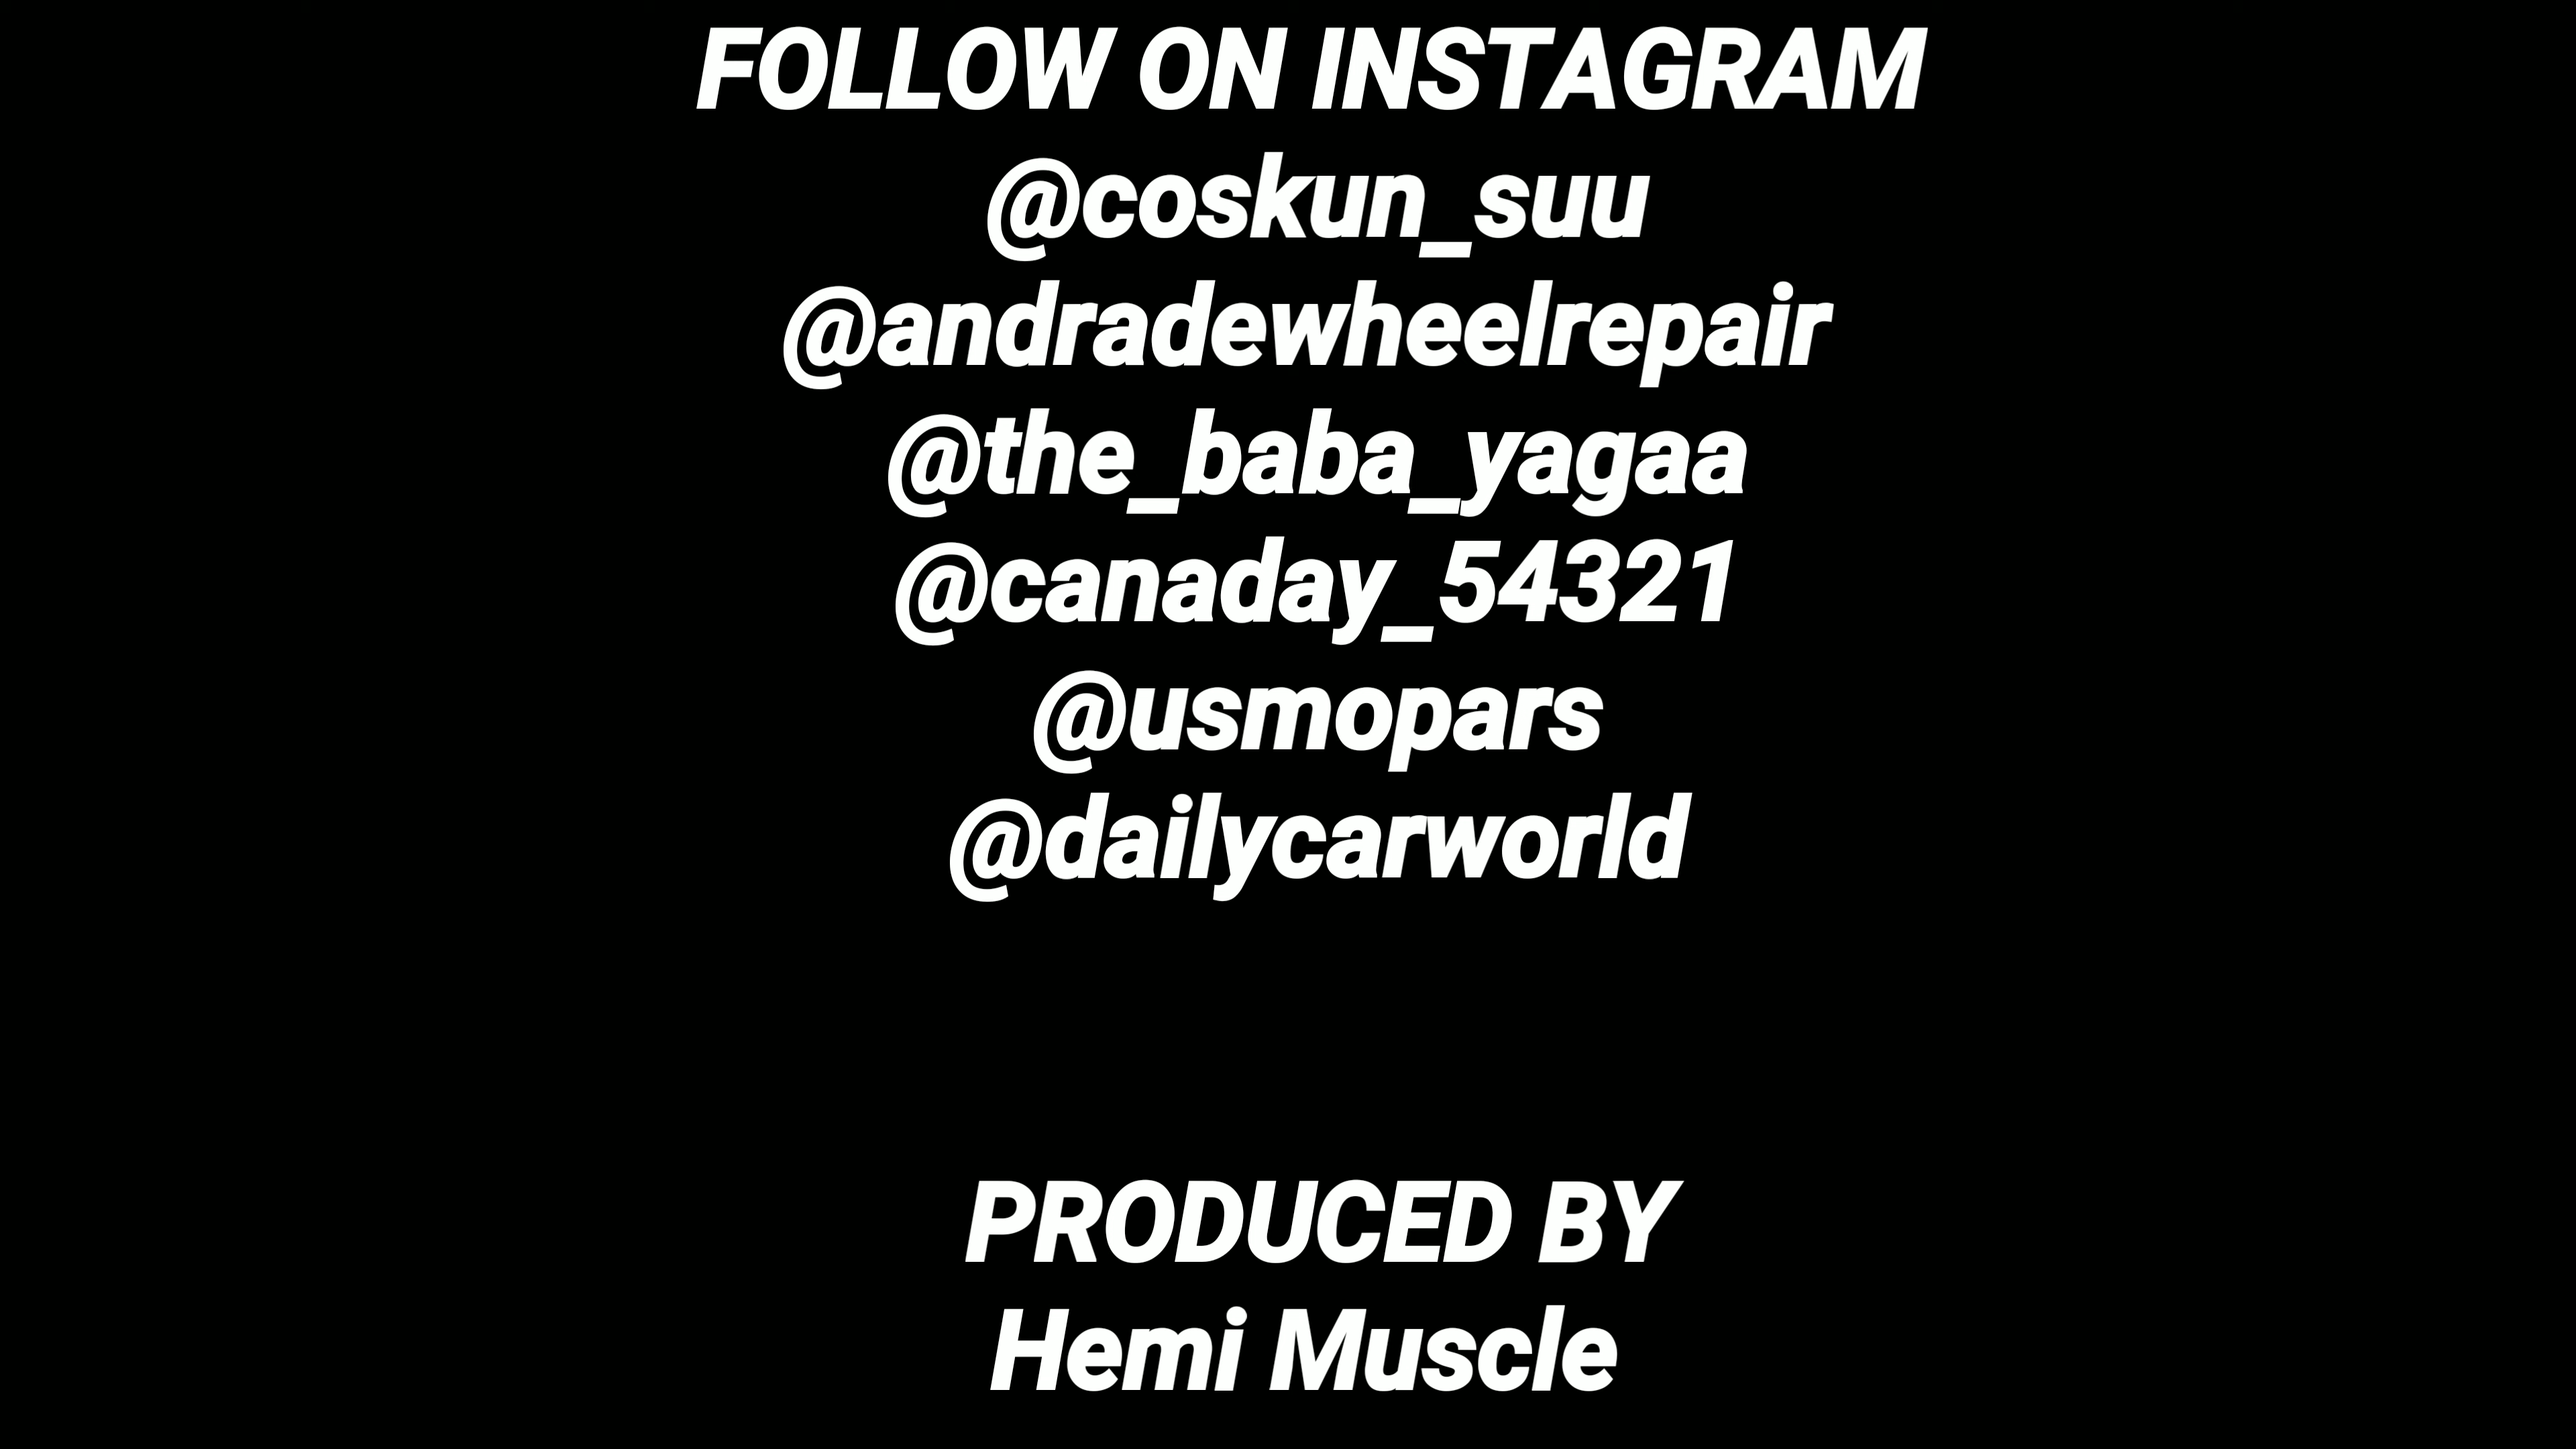 FOLLOW ON INSTAGRAM
@coskun_suu
@andradewheelrepair
@the_baba_yagaa
@canaday_54321
@usmopars
@dailycarworld
PRODUCED BY
Hemi Muscle